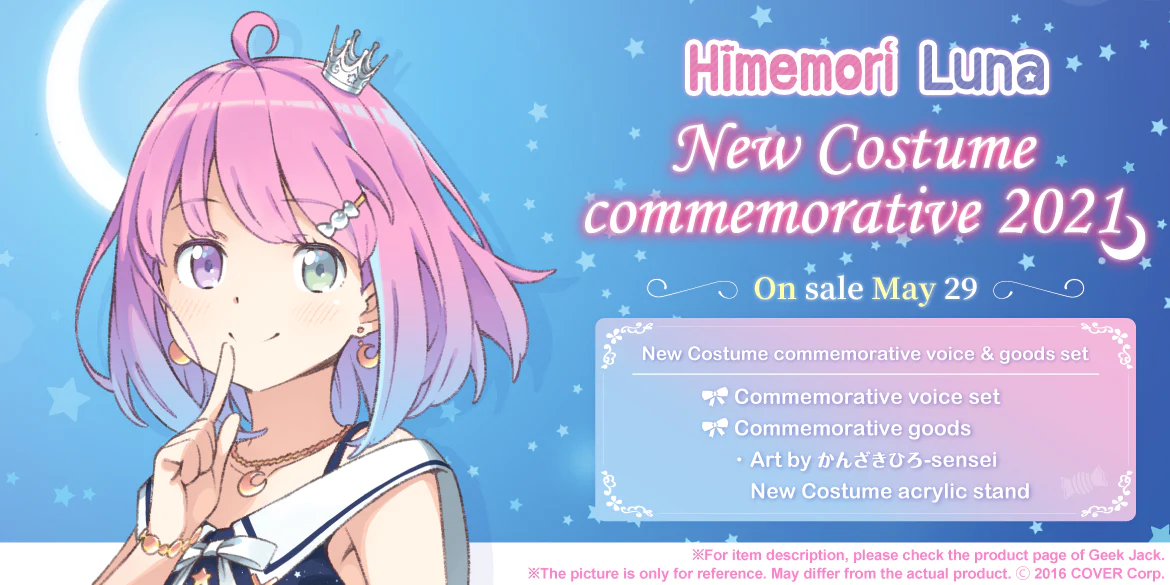 Himemori Luna
New Costume
commemorative 2021
On sale May 29
New Costume commemorative voice & goods set
Commemorative voice set
Commemorative goods
・Art by かんざきひろ-sensei
New Costume acrylic stand
※For item description, please check the product page of Geek Jack.
※The picture is only for reference. May differ from the actual product. Ⓒ 2016 COVER Corp.